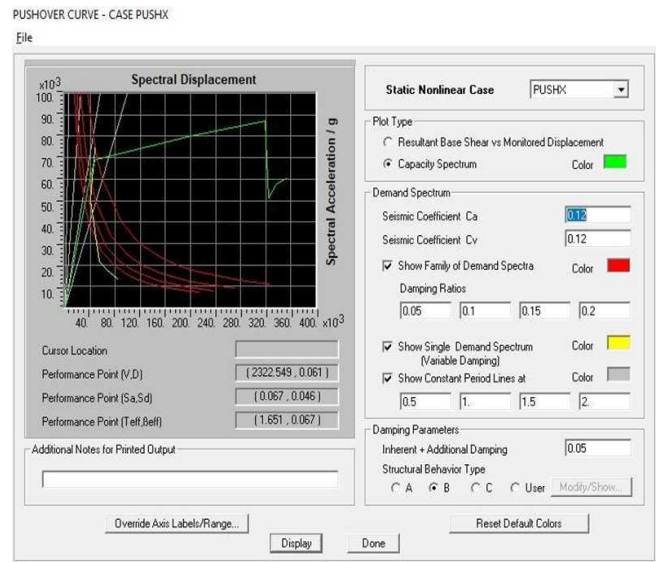 PUSHOVER CURVE - CASE PUSHX
File
Spectral Displacement
x10-3
100.
90.
80.
70.
60.
50.
40.
30.
20.
10.
Spectral Acceleration / g
40. 80. 120. 160. 200. 240. 280. 320. 360. 400. x10-3
Cursor Location
Performance Point (V,D) ( 2322.549 , 0.061 )
Performance Point (Sa,Sd) ( 0.067 , 0.046 )
Performance Point (Teff,βeff) ( 1.651 , 0.067 )
Additional Notes for Printed Output
Static Nonlinear Case PUSHX
Plot Type
Resultant Base Shear vs Monitored Displacement
Capacity Spectrum Color
Demand Spectrum
Seismic Coefficient Ca 0.12
Seismic Coefficient Cv 0.12
Show Family of Demand Spectra Color
Damping Ratios
0.05 0.1 0.15 0.2
Show Single Demand Spectrum Color
(Variable Damping)
Show Constant Period Lines at Color
0.5 1. 1.5 2.
Damping Parameters
Inherent + Additional Damping 0.05
Structural Behavior Type
A B C User Modify/Show...
Override Axis Labels/Range... Reset Default Colors
Display Done